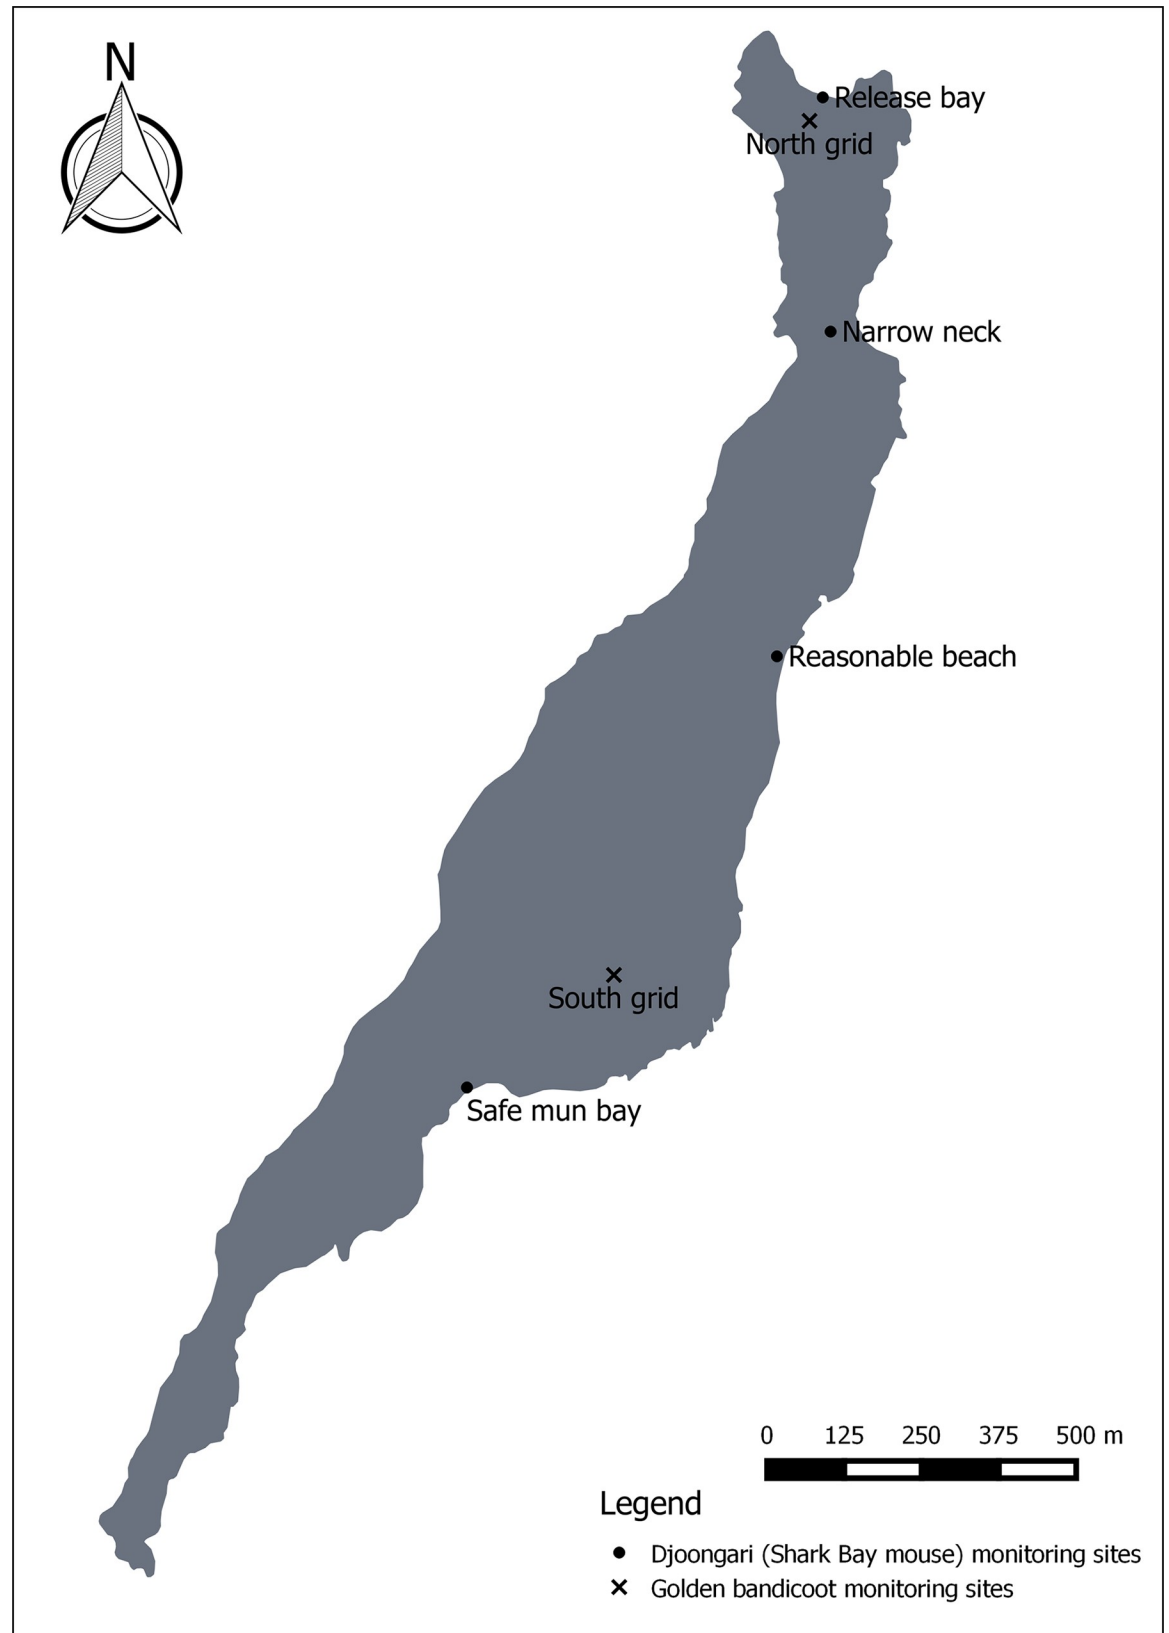 N
Release bay
North grid
Narrow neck
Reasonable beach
South grid
Safe mun bay
0 125 250 375 500 m
Legend
Djoongari (Shark Bay mouse) monitoring sites
Golden bandicoot monitoring sites